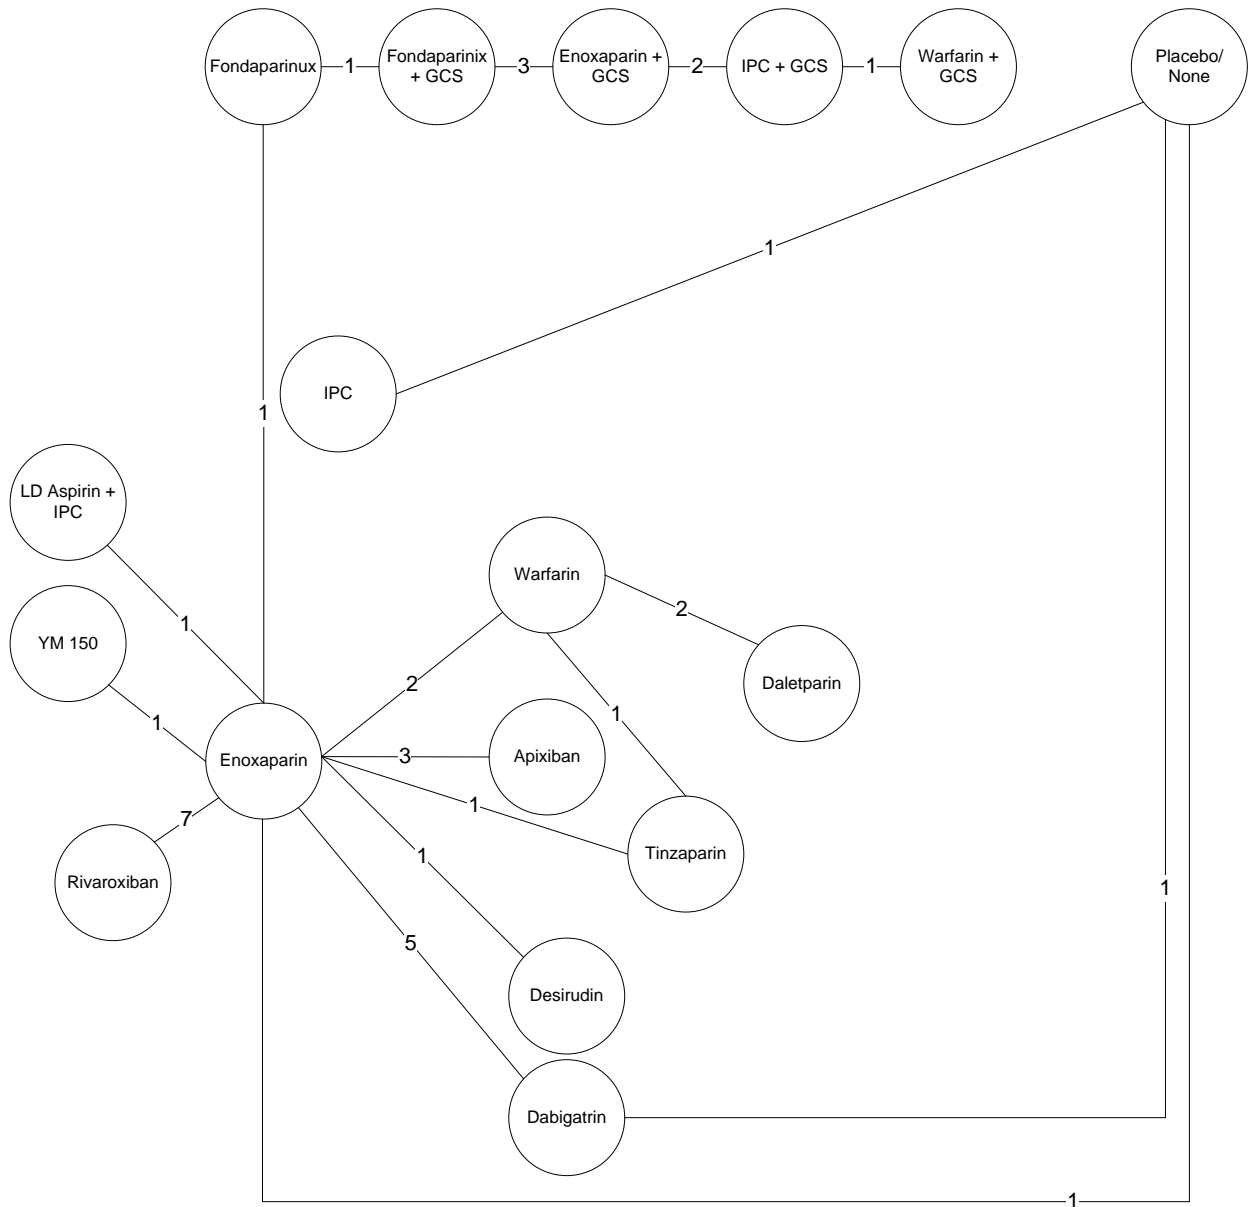 Fondaparinux
1
Fondaparinix
+ GCS
3
Enoxaparin +
GCS
2
IPC + GCS
1
Warfarin +
GCS
Placebo/
None
1
IPC
1
LD Aspirin +
IPC
Warfarin
2
1
YM 150
Daletparin
2
1
1
Enoxaparin
3
Apixiban
1
7
Tinzaparin
1
Rivaroxiban
1
5
Desirudin
Dabigatrin
1